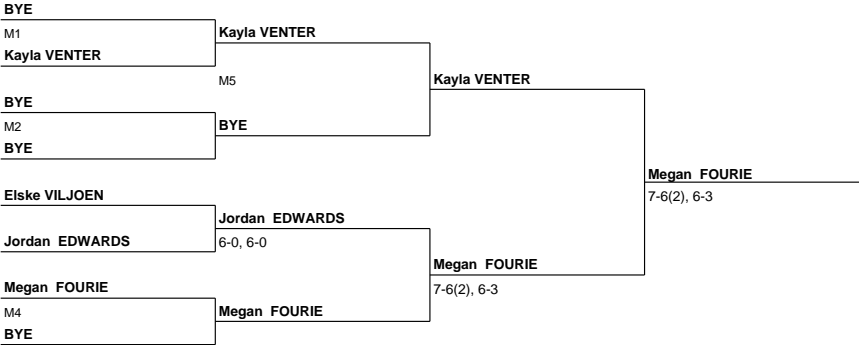 BYE
M1
Kayla VENTER
BYE
M2
BYE
Elske VILJOEN
Jordan EDWARDS
Megan FOURIE
M4
BYE
Kayla VENTER
M5
BYE
Jordan EDWARDS
6-0, 6-0
Megan FOURIE
Kayla VENTER
Megan FOURIE
7-6(2), 6-3
Megan FOURIE
7-6(2), 6-3